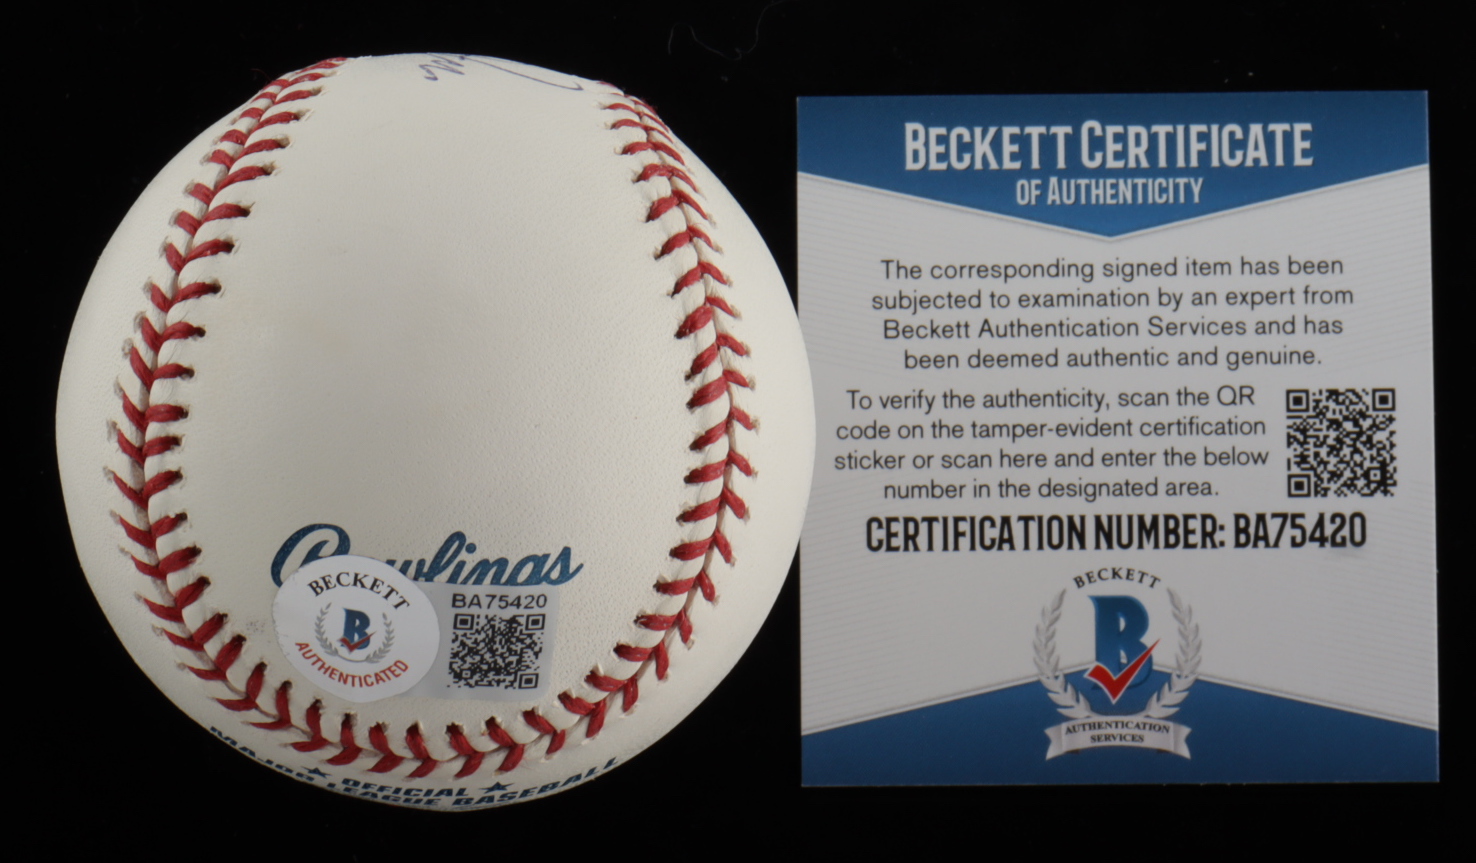 Rawlings
BECKETT
AUTHENTICATED
BA75420
MAJOR ★ OFFICIAL ★
LEAGUE BASEBALL
BECKETT CERTIFICATE
OF AUTHENTICITY
The corresponding signed item has been
subjected to examination by an expert from
Beckett Authentication Services and has
been deemed authentic and genuine.
To verify the authenticity, scan the QR
code on the tamper-evident certification
sticker or scan here and enter the below
number in the designated area.
CERTIFICATION NUMBER: BA75420
BECKETT
B
AUTHENTICATION
SERVICES